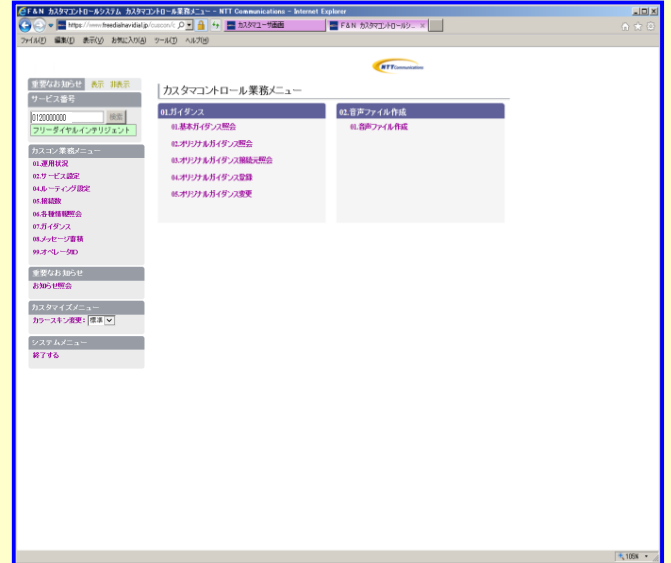 F&N カスタマコントロールシステム カスタマコントロール業務メニュー - NTT Communications - Internet Explorer
カスタマユーザ画面
F&N カスタマコントロールシ...
ファイル(F) 編集(E) 表示(V) お気に入り(A) ツール(T) ヘルプ(H)
NTT Communications
重要なお知らせ 表示 非表示
サービス番号
0120000000 検索
フリーダイヤルインテリジェント
カスコン業務メニュー
01.運用状況
02.サービス設定
04.ルーティング設定
05.接続数
06.各種情報照会
07.ガイダンス
08.メッセージ蓄積
99.オペレータID
重要なお知らせ
お知らせ照会
カスタマイズメニュー
カラースキン変更: 標準
システムメニュー
終了する
カスタマコントロール業務メニュー
01.ガイダンス
01.基本ガイダンス照会
02.オリジナルガイダンス照会
03.オリジナルガイダンス接続元照会
04.オリジナルガイダンス登録
05.オリジナルガイダンス変更
02.音声ファイル作成
01.音声ファイル作成
105%